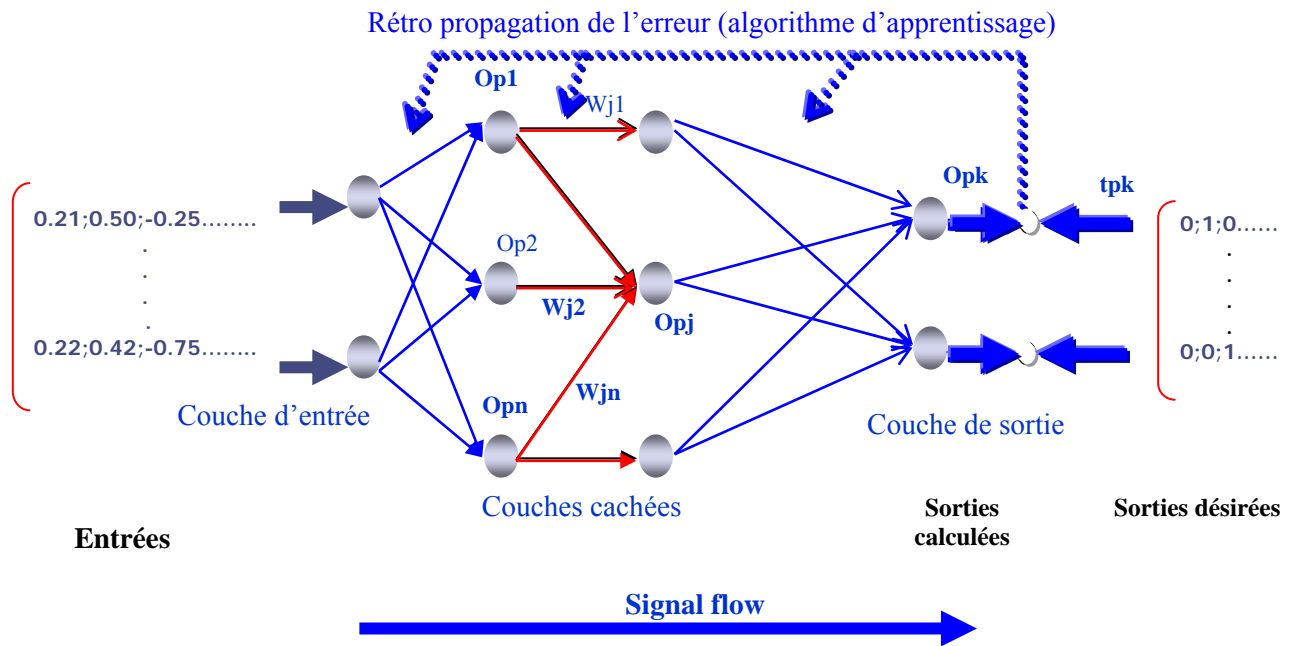 Rétro propagation de l’erreur (algorithme d’apprentissage)
Op1
Wj1
Opk
tpk
0.21;0.50;-0.25........
0;1;0......
Op2
Wj2
Opj
0.22;0.42;-0.75........
0;0;1......
Wjn
Opn
Couche d’entrée
Couche de sortie
Couches cachées
Sorties
calculées
Sorties désirées
Entrées
Signal flow